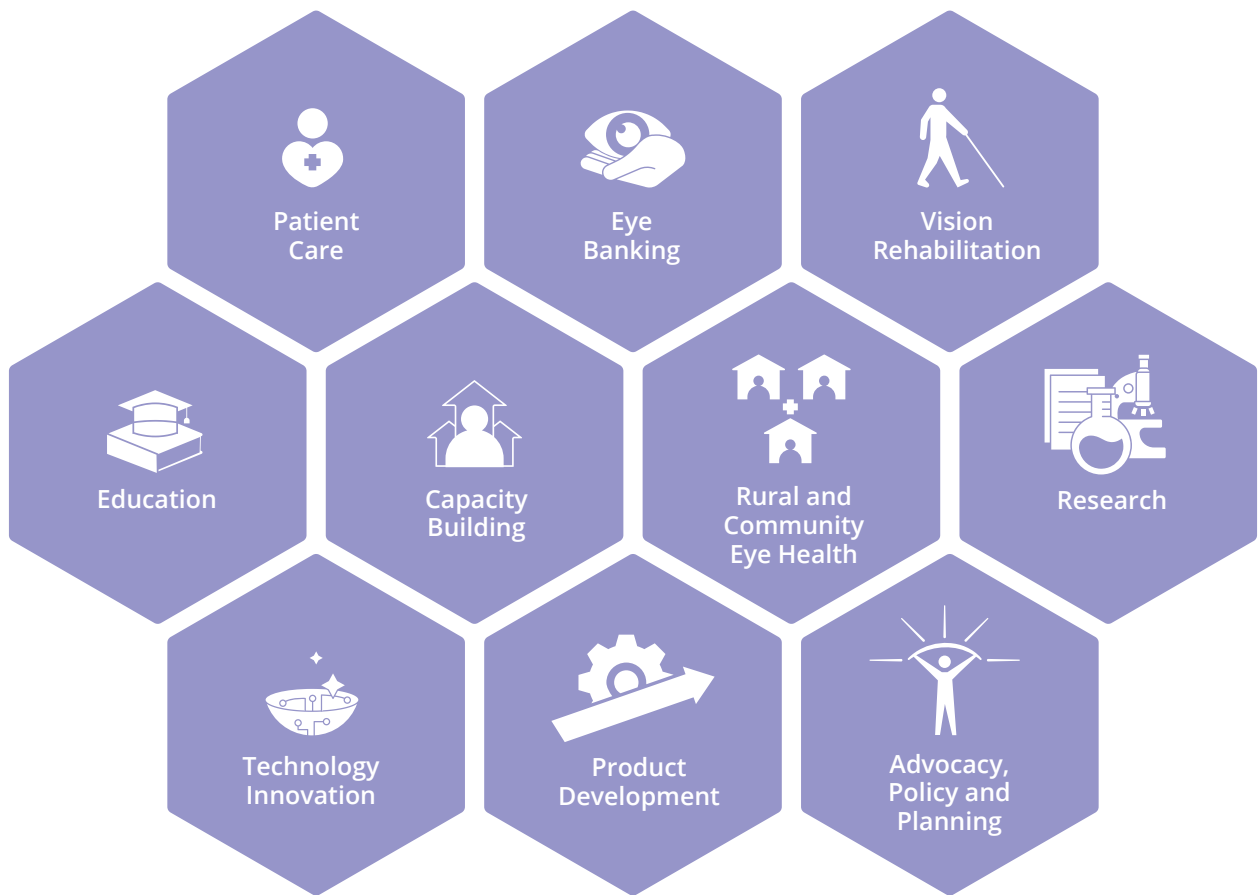 Patient
Care
Eye
Banking
Vision
Rehabilitation
Education
Capacity
Building
Rural and
Community
Eye Health
Research
Technology
Innovation
Product
Development
Advocacy,
Policy and
Planning